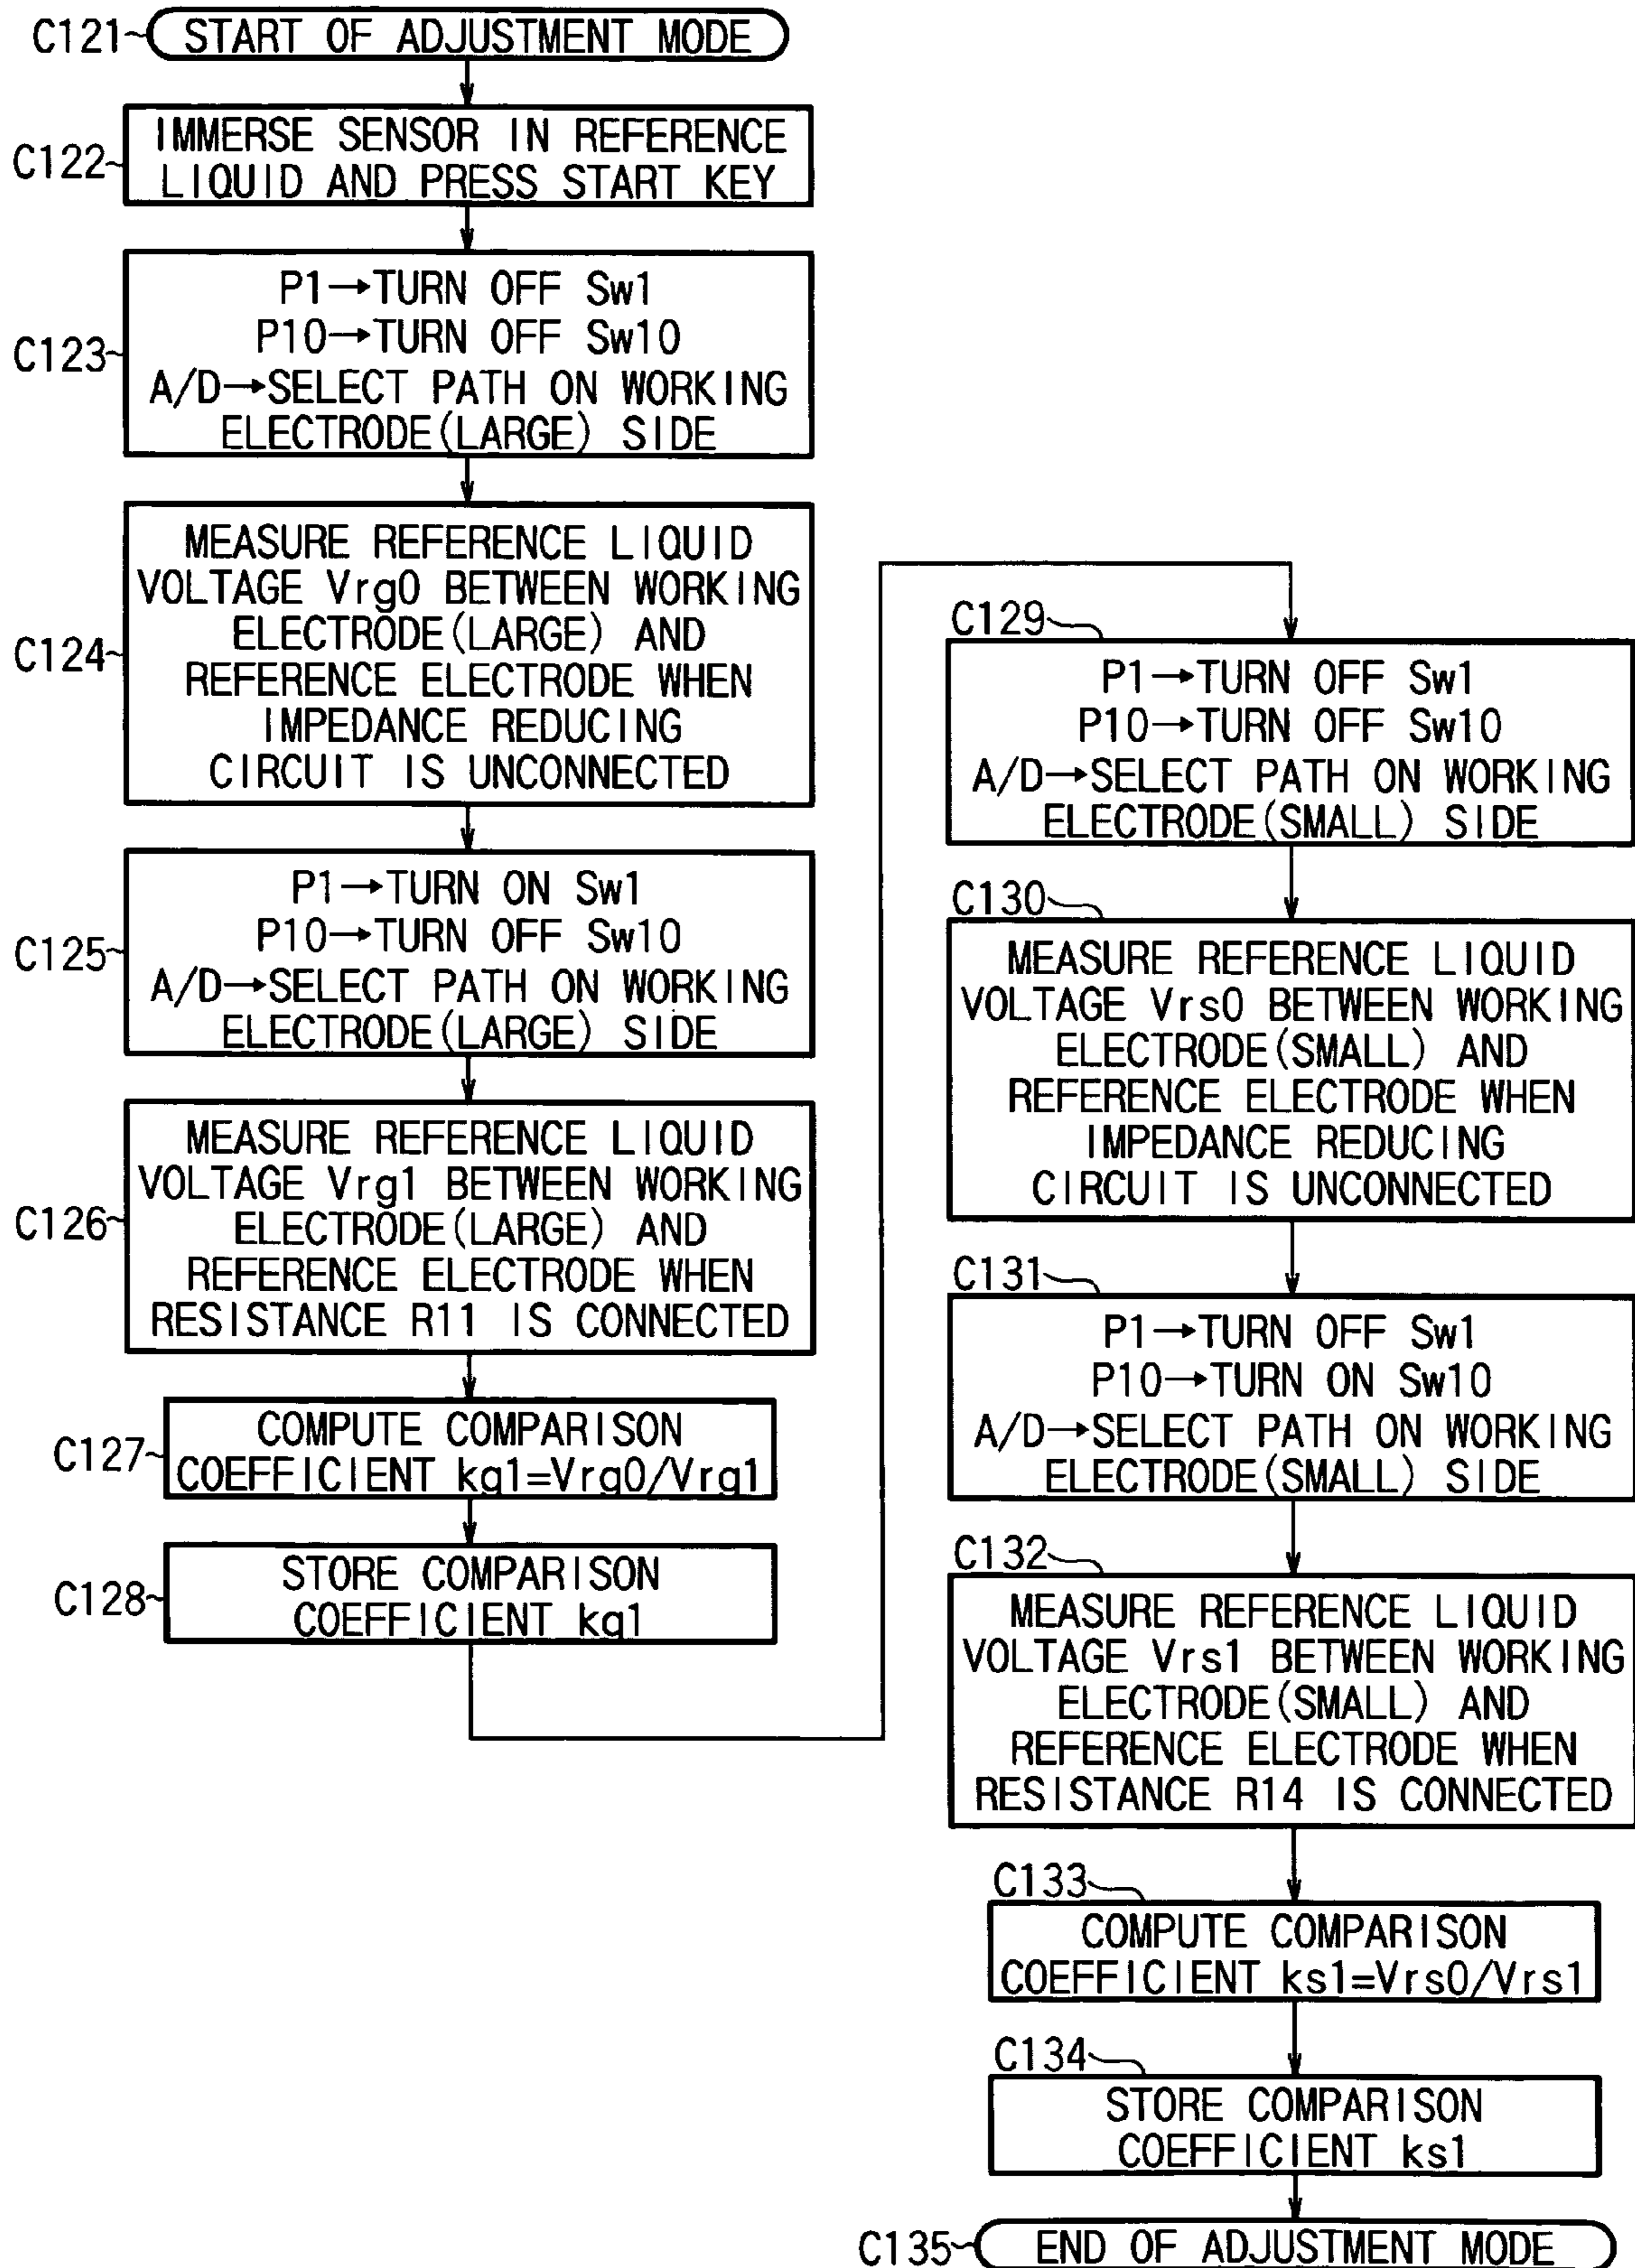 C121 START OF ADJUSTMENT MODE
C122 IMMERSE SENSOR IN REFERENCE
LIQUID AND PRESS START KEY
C123 P1→TURN OFF Sw1
P10→TURN OFF Sw10
A/D→SELECT PATH ON WORKING
ELECTRODE(LARGE) SIDE
C124 MEASURE REFERENCE LIQUID
VOLTAGE Vrg0 BETWEEN WORKING
ELECTRODE(LARGE) AND
REFERENCE ELECTRODE WHEN
IMPEDANCE REDUCING
CIRCUIT IS UNCONNECTED
C125 P1→TURN ON Sw1
P10→TURN OFF Sw10
A/D→SELECT PATH ON WORKING
ELECTRODE(LARGE) SIDE
C126 MEASURE REFERENCE LIQUID
VOLTAGE Vrg1 BETWEEN WORKING
ELECTRODE(LARGE) AND
REFERENCE ELECTRODE WHEN
RESISTANCE R11 IS CONNECTED
C127 COMPUTE COMPARISON
COEFFICIENT kg1=Vrg0/Vrg1
C128 STORE COMPARISON
COEFFICIENT kg1
C129
P1→TURN OFF Sw1
P10→TURN OFF Sw10
A/D→SELECT PATH ON WORKING
ELECTRODE(SMALL) SIDE
C130
MEASURE REFERENCE LIQUID
VOLTAGE Vrs0 BETWEEN WORKING
ELECTRODE(SMALL) AND
REFERENCE ELECTRODE WHEN
IMPEDANCE REDUCING
CIRCUIT IS UNCONNECTED
C131
P1→TURN OFF Sw1
P10→TURN ON Sw10
A/D→SELECT PATH ON WORKING
ELECTRODE(SMALL) SIDE
C132
MEASURE REFERENCE LIQUID
VOLTAGE Vrs1 BETWEEN WORKING
ELECTRODE(SMALL) AND
REFERENCE ELECTRODE WHEN
RESISTANCE R14 IS CONNECTED
C133
COMPUTE COMPARISON
COEFFICIENT ks1=Vrs0/Vrs1
C134
STORE COMPARISON
COEFFICIENT ks1
C135 END OF ADJUSTMENT MODE